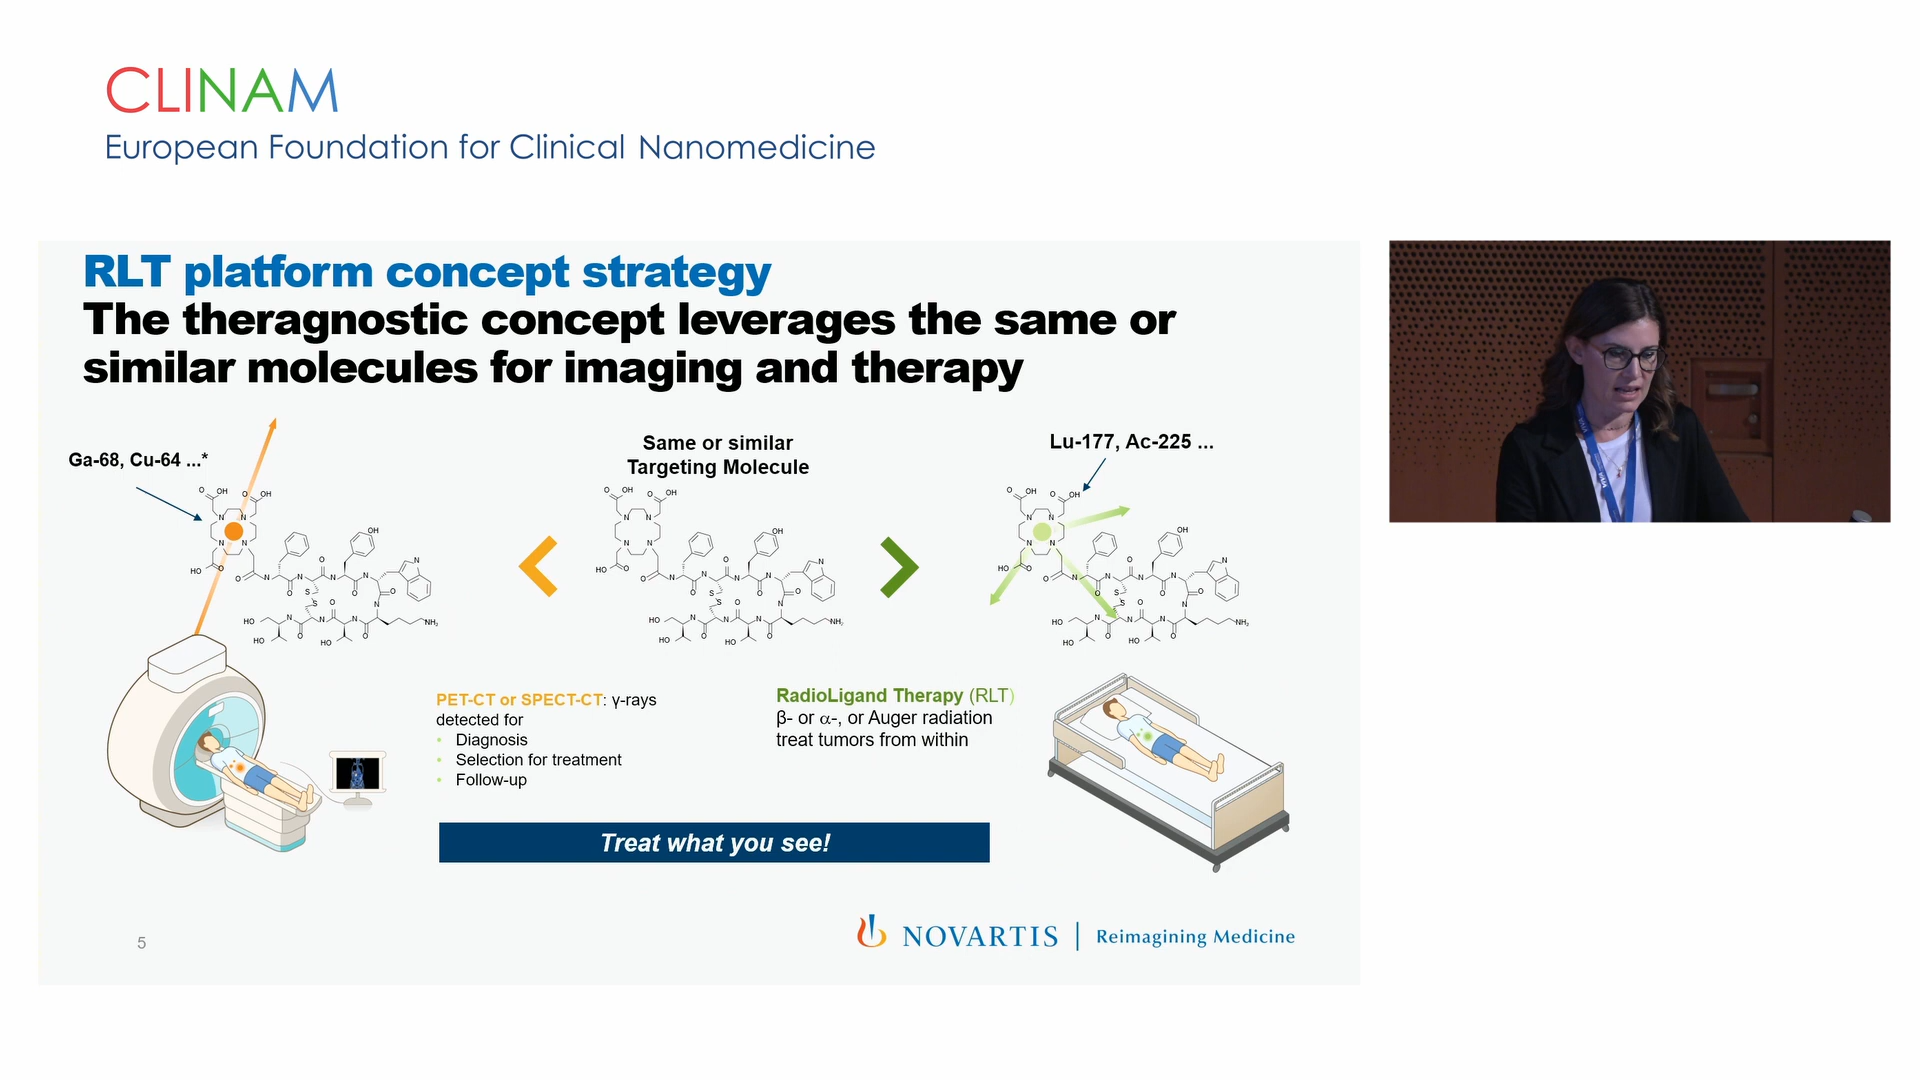 CLINAM
European Foundation for Clinical Nanomedicine
RLT platform concept strategy
The theragnostic concept leverages the same or
similar molecules for imaging and therapy
Ga-68, Cu-64 ...*
Same or similar
Targeting Molecule
Lu-177, Ac-225 ...
PET-CT or SPECT-CT: γ-rays
detected for
• Diagnosis
• Selection for treatment
• Follow-up
RadioLigand Therapy (RLT)
β- or α-, or Auger radiation
treat tumors from within
Treat what you see!
5
NOVARTIS | Reimagining Medicine